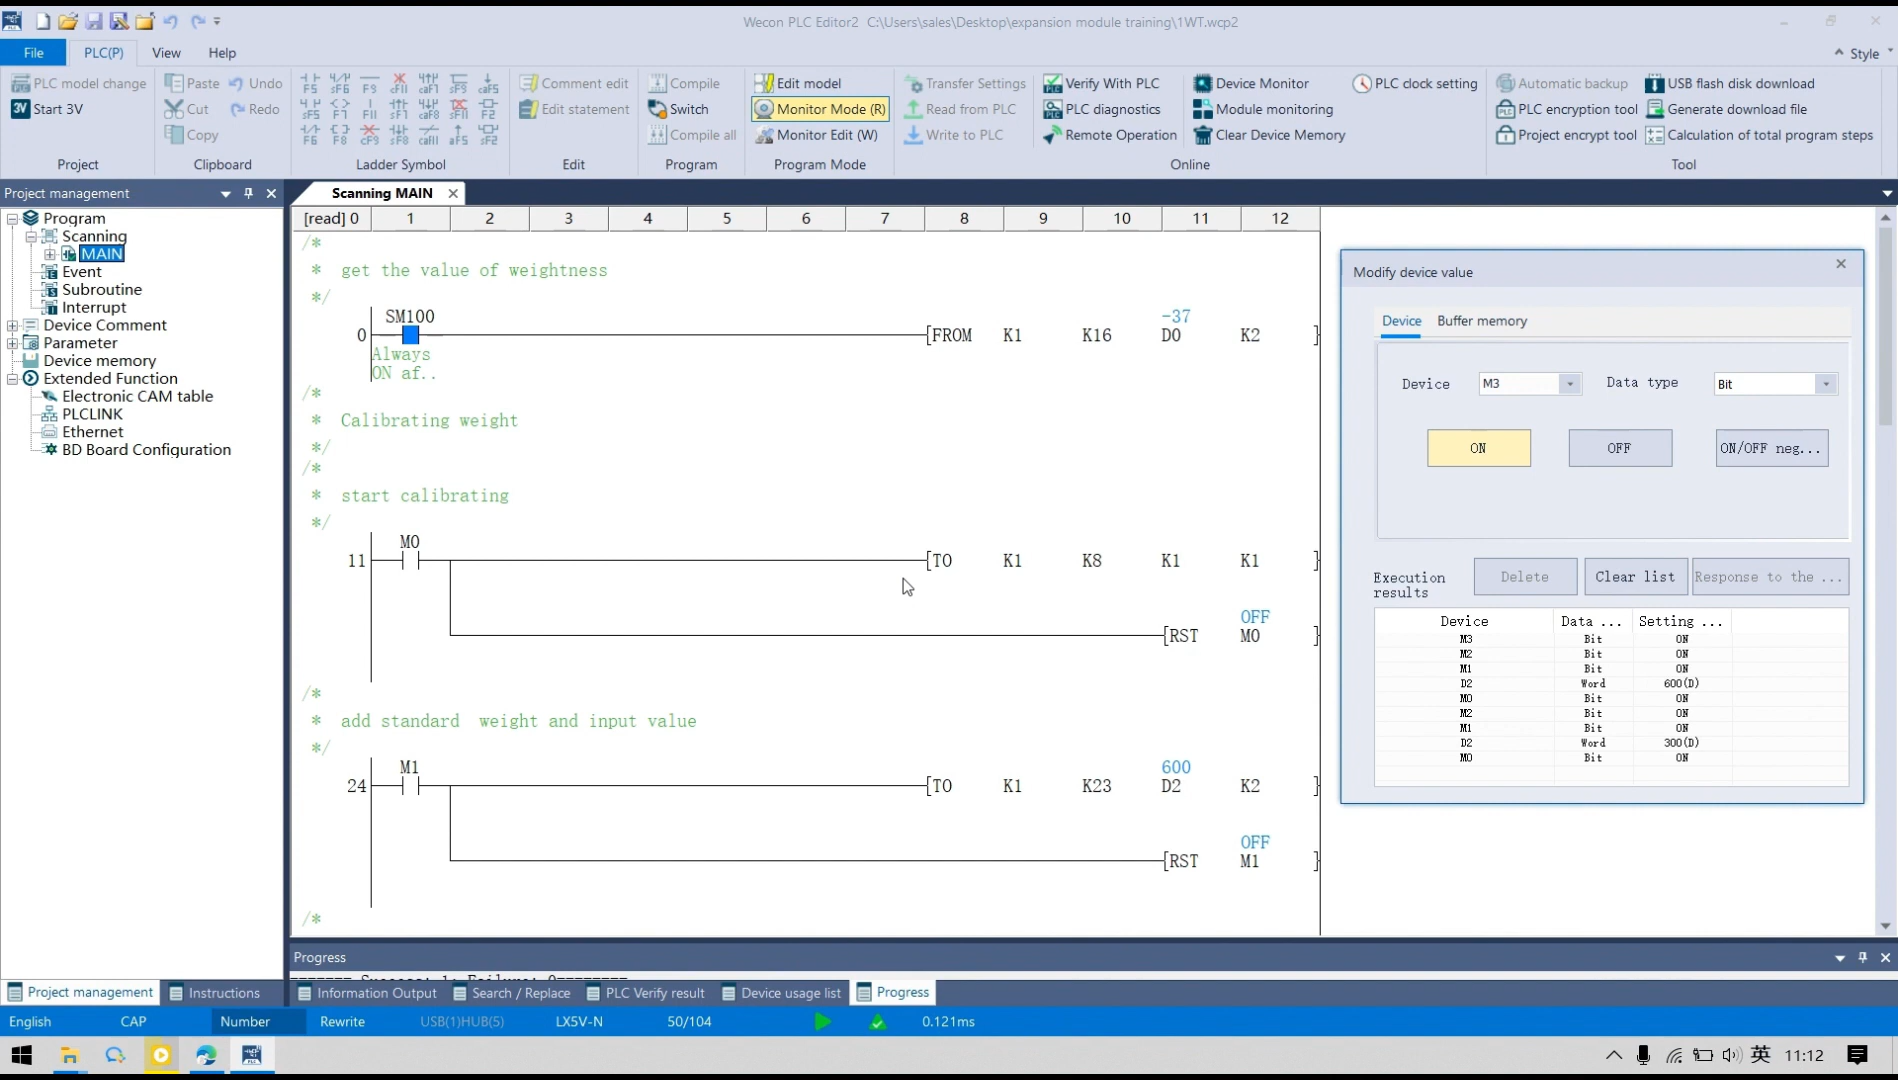 Wecon PLC Editor2 C:\Users\sales\Desktop\expansion module training\1WT.wcp2
File PLC(P) View Help Style
PLC model change Paste Undo Comment edit Compile Edit model Transfer Settings Verify With PLC Device Monitor PLC clock setting Automatic backup USB flash disk download
Start 3V Cut Redo Edit statement Switch Monitor Mode (R) Read from PLC PLC diagnostics Module monitoring PLC encryption tool Generate download file
Copy Compile all Monitor Edit (W) Write to PLC Remote Operation Clear Device Memory Project encrypt tool Calculation of total program steps
Project Clipboard Ladder Symbol Edit Program Program Mode Online Tool
Project management
Program
Scanning
MAIN
Event
Subroutine
Interrupt
Device Comment
Parameter
Device memory
Extended Function
Electronic CAM table
PLCLINK
Ethernet
BD Board Configuration
Scanning MAIN
[read] 0 1 2 3 4 5 6 7 8 9 10 11 12
/*
* get the value of weightness
*/
SM100 -37
0 [FROM K1 K16 D0 K2 ]
Always
ON af..
/*
* Calibrating weight
*/
/*
* start calibrating
*/
M0
11 [TO K1 K8 K1 K1 ]
OFF
[RST M0 ]
/*
* add standard weight and input value
*/
M1 600
24 [TO K1 K23 D2 K2 ]
OFF
[RST M1 ]
/*
Modify device value
Device Buffer memory
Device M3 Data type Bit
ON OFF ON/OFF neg...
Execution results Delete Clear list Response to the ...
Device Data ... Setting ...
M3 Bit ON
M2 Bit ON
M1 Bit ON
D2 Word 600(D)
M0 Bit ON
M2 Bit ON
M1 Bit ON
D2 Word 300(D)
M0 Bit ON
Progress
Project management Instructions Information Output Search / Replace PLC Verify result Device usage list Progress
English CAP Number Rewrite USB(1)HUB(5) LX5V-N 50/104 0.121ms
英 11:12